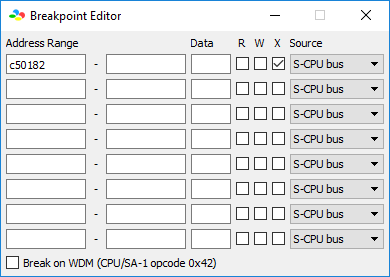 Breakpoint Editor
Address Range Data R W X Source
c50182 - S-CPU bus
- S-CPU bus
- S-CPU bus
- S-CPU bus
- S-CPU bus
- S-CPU bus
- S-CPU bus
- S-CPU bus
Break on WDM (CPU/SA-1 opcode 0x42)